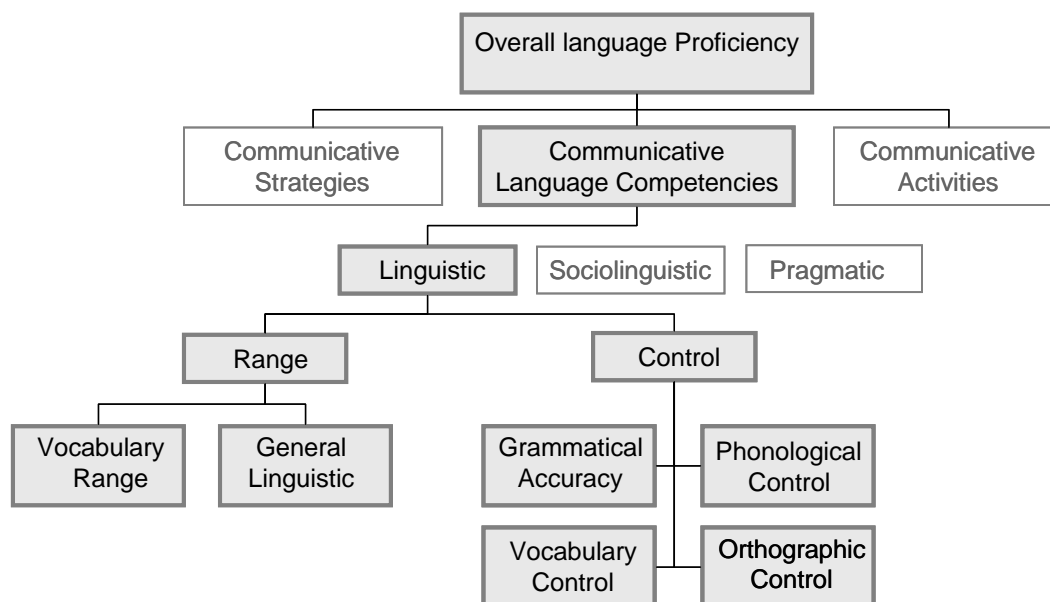 Overall language Proficiency
Communicative
Strategies
Communicative
Language Competencies
Communicative
Activities
Linguistic
Sociolinguistic
Pragmatic
Range
Control
Vocabulary
Range
General
Linguistic
Grammatical
Accuracy
Phonological
Control
Vocabulary
Control
Orthographic
Control